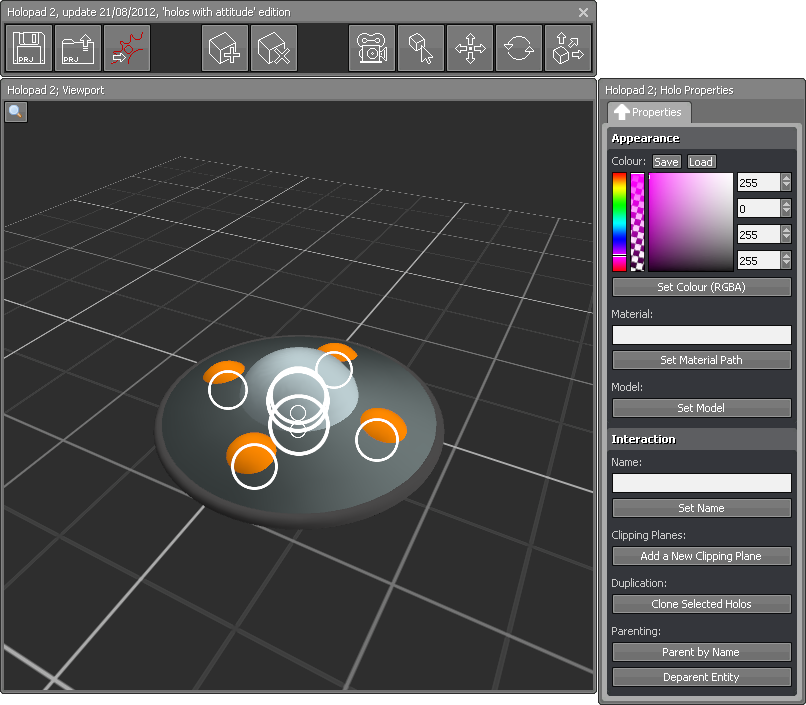 Holopad 2, update 21/08/2012, 'holos with attitude' edition
PRJ
PRJ
Holopad 2; Viewport
Holopad 2; Holo Properties
Properties
Appearance
Colour: Save Load
255
0
255
255
Set Colour (RGBA)
Material:
Set Material Path
Model:
Set Model
Interaction
Name:
Set Name
Clipping Planes:
Add a New Clipping Plane
Duplication:
Clone Selected Holos
Parenting:
Parent by Name
Deparent Entity